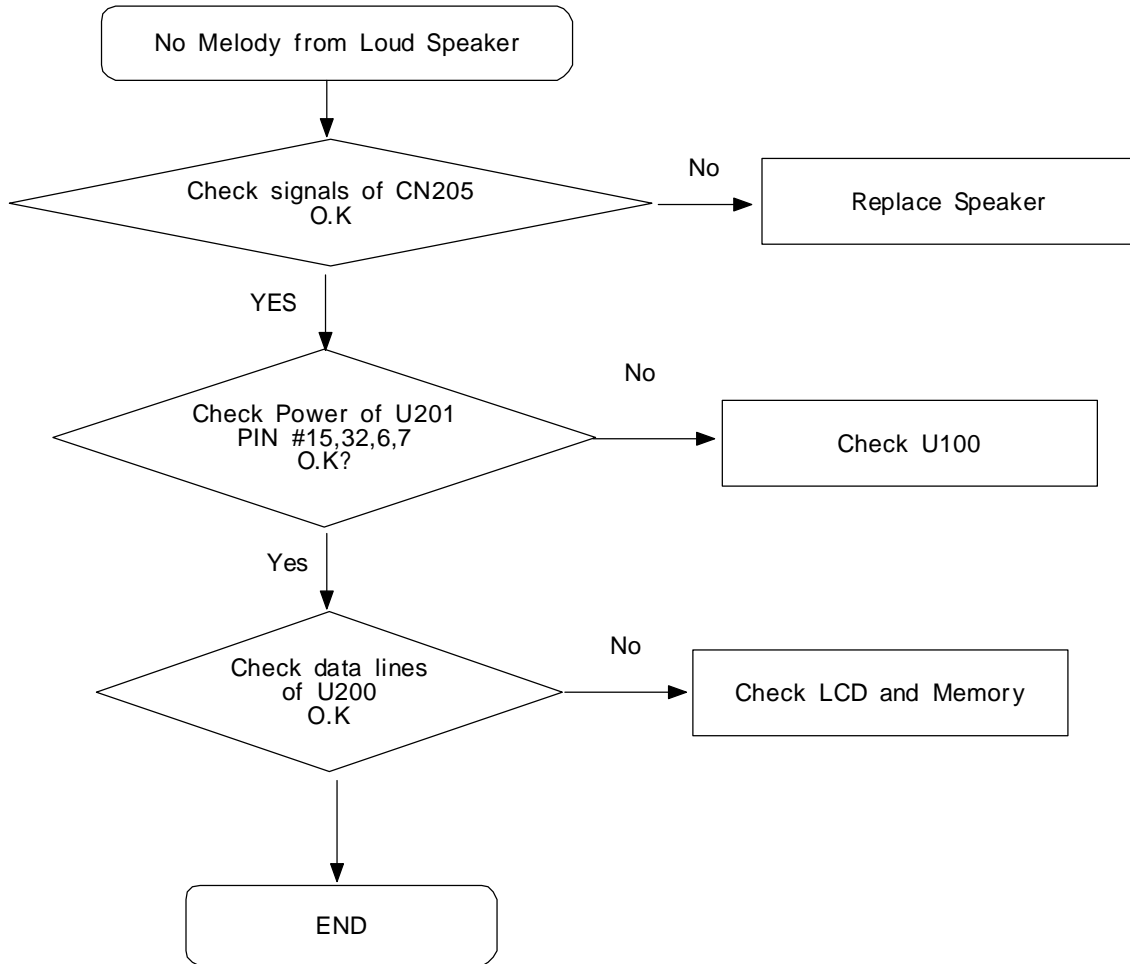 No Melody from Loud Speaker
Check signals of CN205
O.K
No
Replace Speaker
YES
Check Power of U201
PIN #15,32,6,7
O.K?
No
Check U100
Yes
Check data lines
of U200
O.K
No
Check LCD and Memory
END